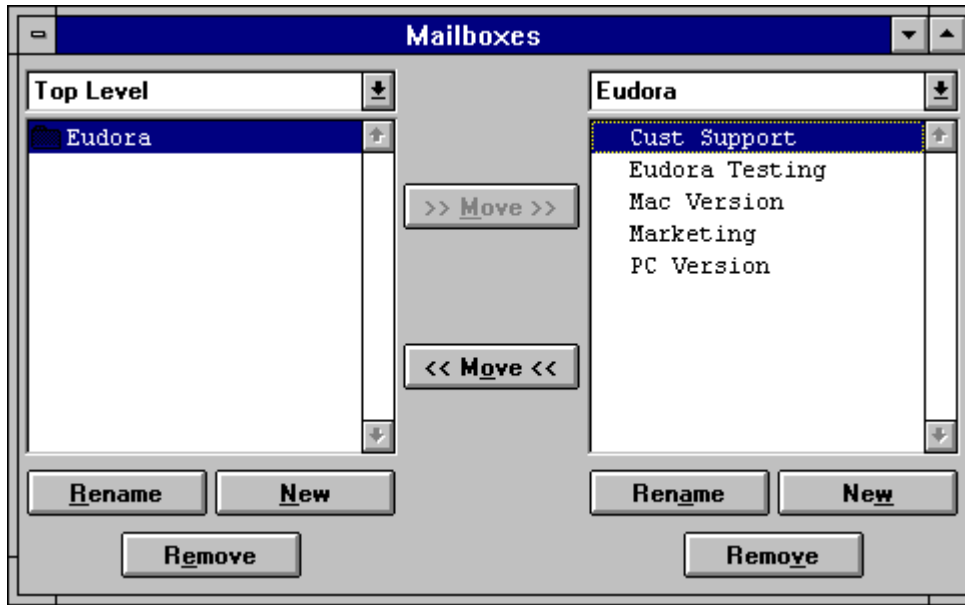 Mailboxes
Top Level
Eudora
>> Move >>
<< Move <<
Rename New
Remove
Eudora
Cust Support
Eudora Testing
Mac Version
Marketing
PC Version
Rename New
Remove